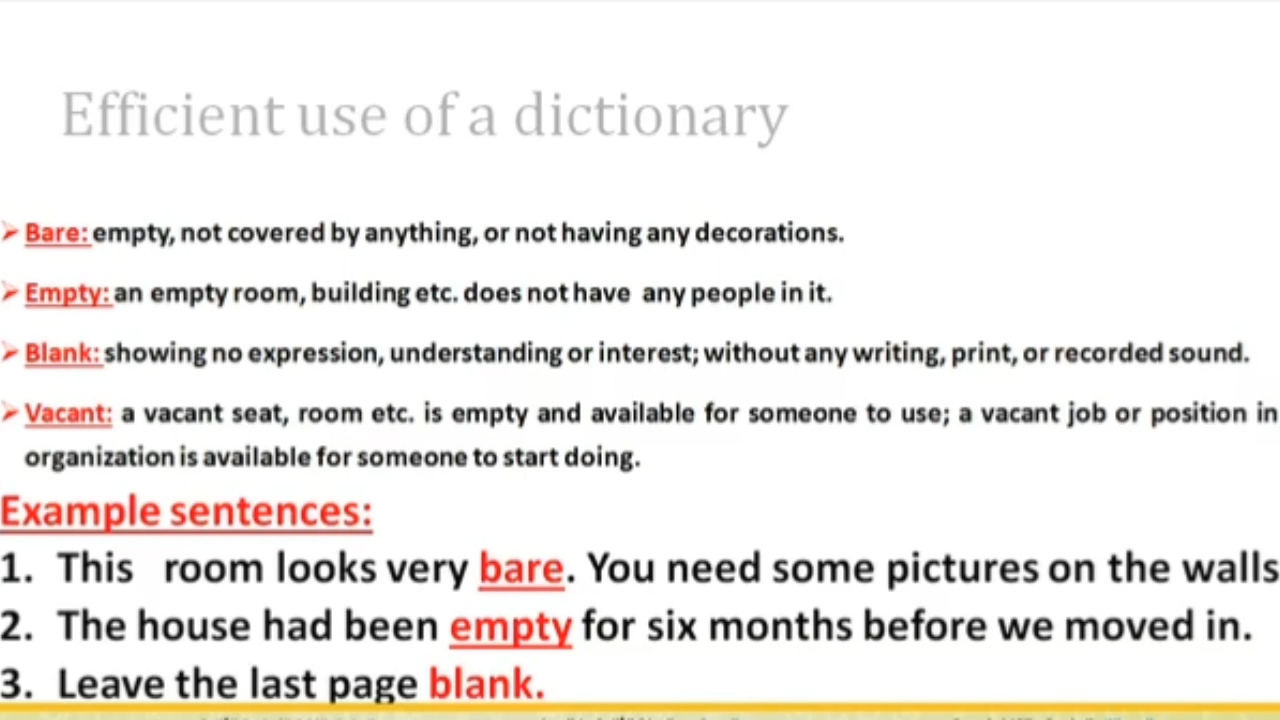 Efficient use of a dictionary
➢ Bare: empty, not covered by anything, or not having any decorations.
➢ Empty: an empty room, building etc. does not have any people in it.
➢ Blank: showing no expression, understanding or interest; without any writing, print, or recorded sound.
➢ Vacant: a vacant seat, room etc. is empty and available for someone to use; a vacant job or position in
organization is available for someone to start doing.
Example sentences:
1. This room looks very bare. You need some pictures on the walls
2. The house had been empty for six months before we moved in.
3. Leave the last page blank.